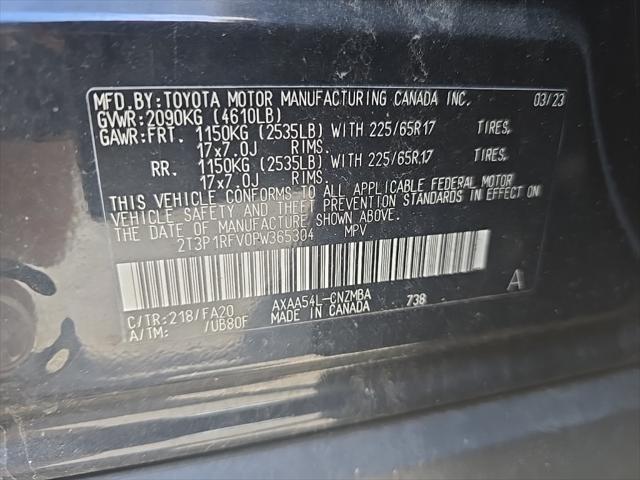 MFD. BY: TOYOTA MOTOR MANUFACTURING CANADA INC. 03/23
GVWR: 2090KG (4610LB)
GAWR: FRT. 1150KG (2535LB) WITH 225/65R17 TIRES.
17x7.0J RIMS.
RR. 1150KG (2535LB) WITH 225/65R17 TIRES.
17x7.0J RIMS.
THIS VEHICLE CONFORMS TO ALL APPLICABLE FEDERAL MOTOR
VEHICLE SAFETY AND THEFT PREVENTION STANDARDS IN EFFECT ON
THE DATE OF MANUFACTURE SHOWN ABOVE.
2T3P1RFV0PW365304 MPV
A
C/TR: 218/FA20 AXAA54L-CNZMBA 738
A/TM: /UB80F MADE IN CANADA